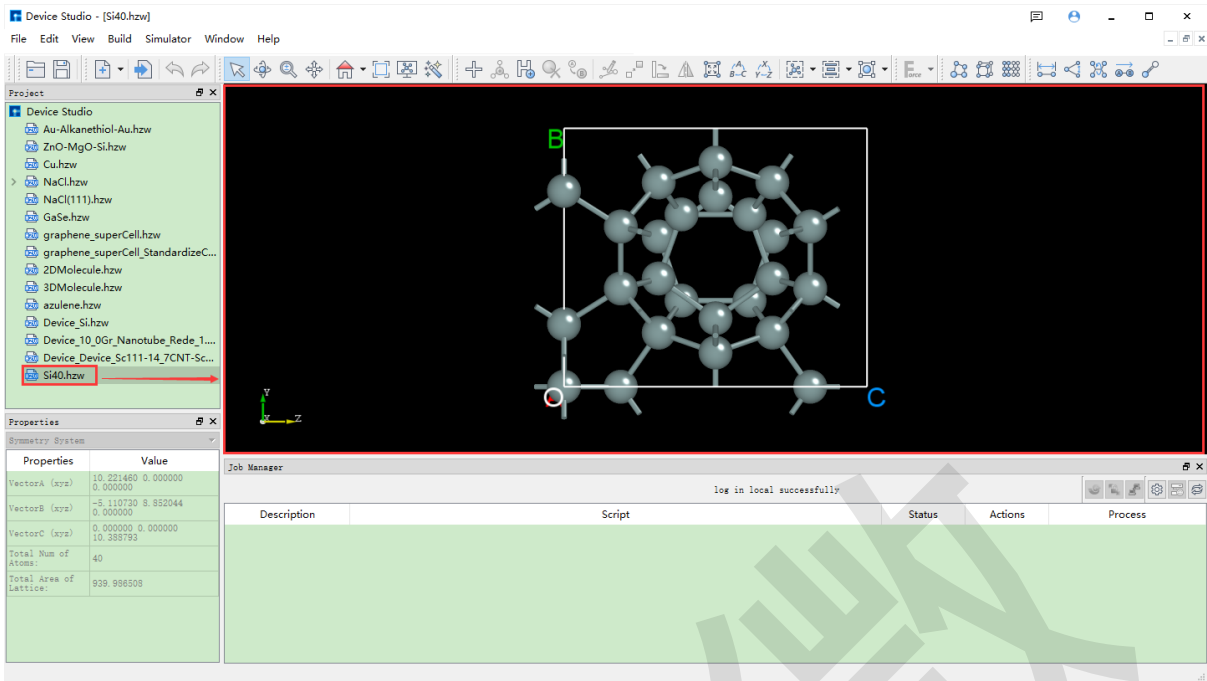 Device Studio - [Si40.hzw]
File Edit View Build Simulator Window Help
Project
Device Studio
Au-Alkanethiol-Au.hzw
ZnO-MgO-Si.hzw
Cu.hzw
NaCl.hzw
NaCl(111).hzw
GaSe.hzw
graphene_superCell.hzw
graphene_superCell_StandardizeC...
2DMolecule.hzw
3DMolecule.hzw
azulene.hzw
Device_Si.hzw
Device_10_0Gr_Nanotube_Rede_1....
Device_Device_Sc111-14_7CNT-Sc...
Si40.hzw
B
O
C
Y
X
Z
Properties
Symmetry System
Properties Value
VectorA (xyz) 10.221460 0.000000
0.000000
VectorB (xyz) -5.110730 8.852044
0.000000
VectorC (xyz) 0.000000 0.000000
10.388793
Total Num of
Atoms: 40
Total Area of
Lattice: 939.986508
Job Manager
log in local successfully
Description Script Status Actions Process